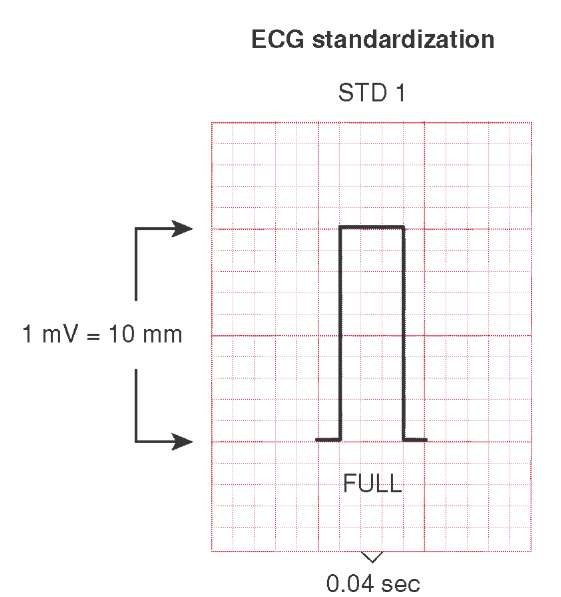 ECG standardization
STD 1
1 mV = 10 mm
FULL
0.04 sec